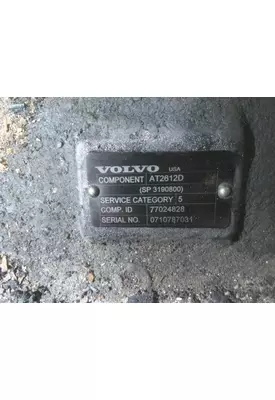 VOLVO USA
COMPONENT AT2612D
(SP 3190800)
SERVICE CATEGORY 5
COMP. ID 77024828
SERIAL NO. 0710787031